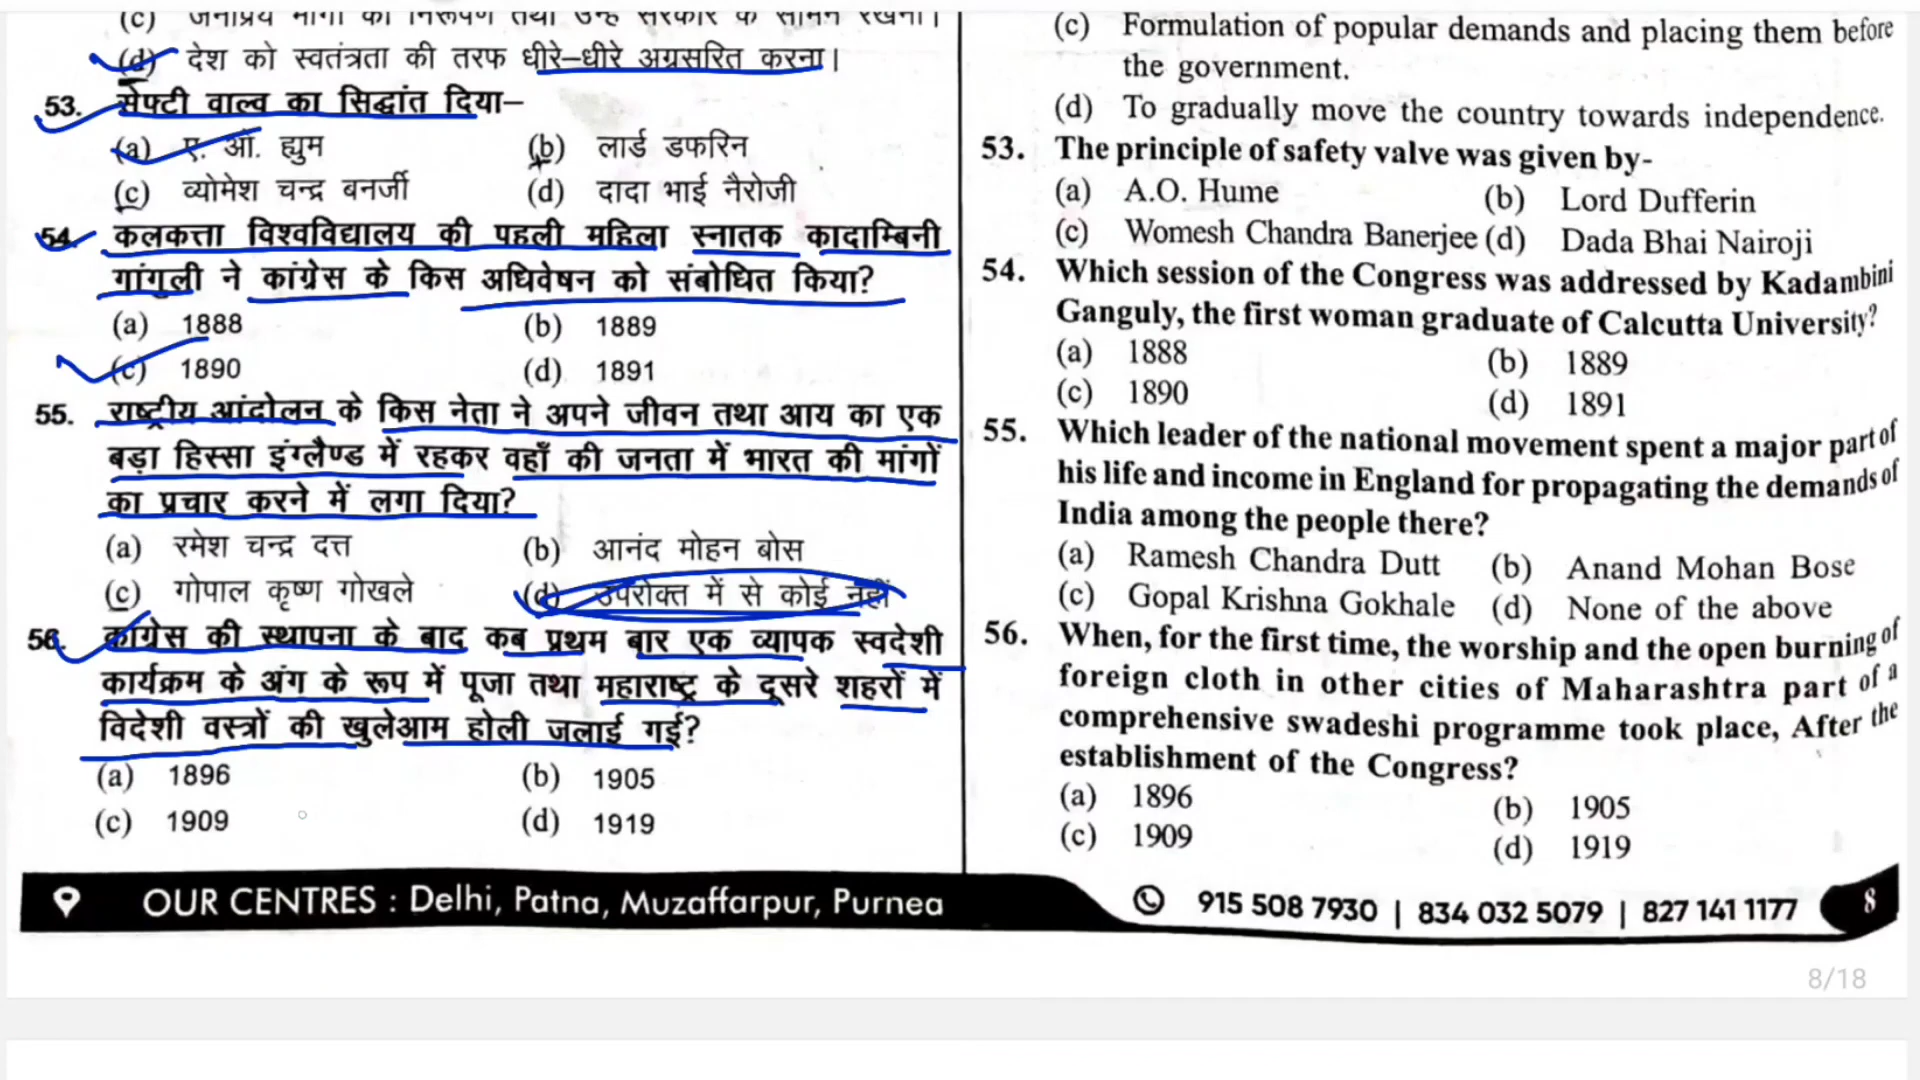 (c) जनप्रिय मांगों का निरूपण तथा उन्हें सरकार के सामने रखना।
(d) देश को स्वतंत्रता की तरफ धीरे–धीरे अग्रसरित करना।
53. सेफ्टी वाल्व का सिद्धांत दिया–
(a) ए. ओ. ह्युम (b) लार्ड डफरिन
(c) व्योमेश चन्द्र बनर्जी (d) दादा भाई नैरोजी
54. कलकत्ता विश्वविद्यालय की पहली महिला स्नातक कादाम्बिनी
गांगुली ने कांग्रेस के किस अधिवेषन को संबोधित किया?
(a) 1888 (b) 1889
(c) 1890 (d) 1891
55. राष्ट्रीय आंदोलन के किस नेता ने अपने जीवन तथा आय का एक
बड़ा हिस्सा इंग्लैण्ड में रहकर वहाँ की जनता में भारत की मांगों
का प्रचार करने में लगा दिया?
(a) रमेश चन्द्र दत्त (b) आनंद मोहन बोस
(c) गोपाल कृष्ण गोखले (d) उपरोक्त में से कोई नहीं
56. कांग्रेस की स्थापना के बाद कब प्रथम बार एक व्यापक स्वदेशी
कार्यक्रम के अंग के रूप में पूजा तथा महाराष्ट्र के दूसरे शहरों में
विदेशी वस्त्रों की खुलेआम होली जलाई गई?
(a) 1896 (b) 1905
(c) 1909 (d) 1919
(c) Formulation of popular demands and placing them before
the government.
(d) To gradually move the country towards independence.
53. The principle of safety valve was given by-
(a) A.O. Hume (b) Lord Dufferin
(c) Womesh Chandra Banerjee (d) Dada Bhai Nairoji
54. Which session of the Congress was addressed by Kadambini
Ganguly, the first woman graduate of Calcutta University?
(a) 1888 (b) 1889
(c) 1890 (d) 1891
55. Which leader of the national movement spent a major part of
his life and income in England for propagating the demands of
India among the people there?
(a) Ramesh Chandra Dutt (b) Anand Mohan Bose
(c) Gopal Krishna Gokhale (d) None of the above
56. When, for the first time, the worship and the open burning of
foreign cloth in other cities of Maharashtra part of a
comprehensive swadeshi programme took place, After the
establishment of the Congress?
(a) 1896 (b) 1905
(c) 1909 (d) 1919
OUR CENTRES : Delhi, Patna, Muzaffarpur, Purnea
915 508 7930 | 834 032 5079 | 827 141 1177
8
8/18